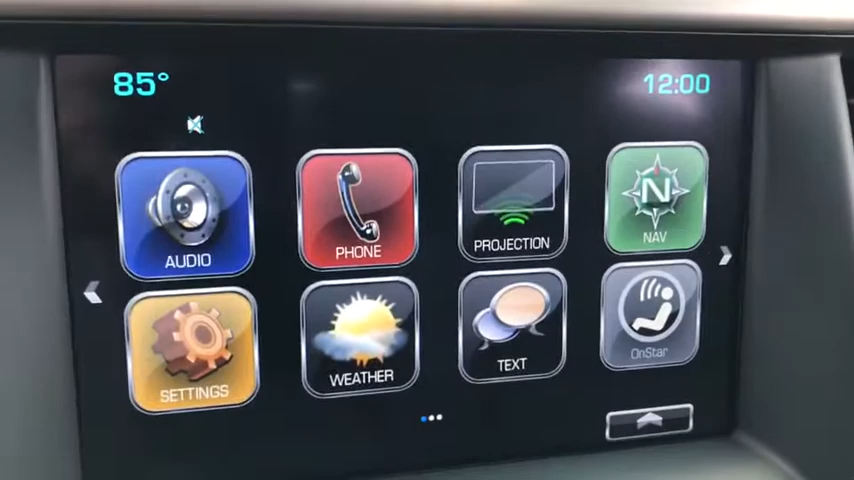 85°
12:00
AUDIO
PHONE
PROJECTION
N
NAV
SETTINGS
WEATHER
TEXT
OnStar